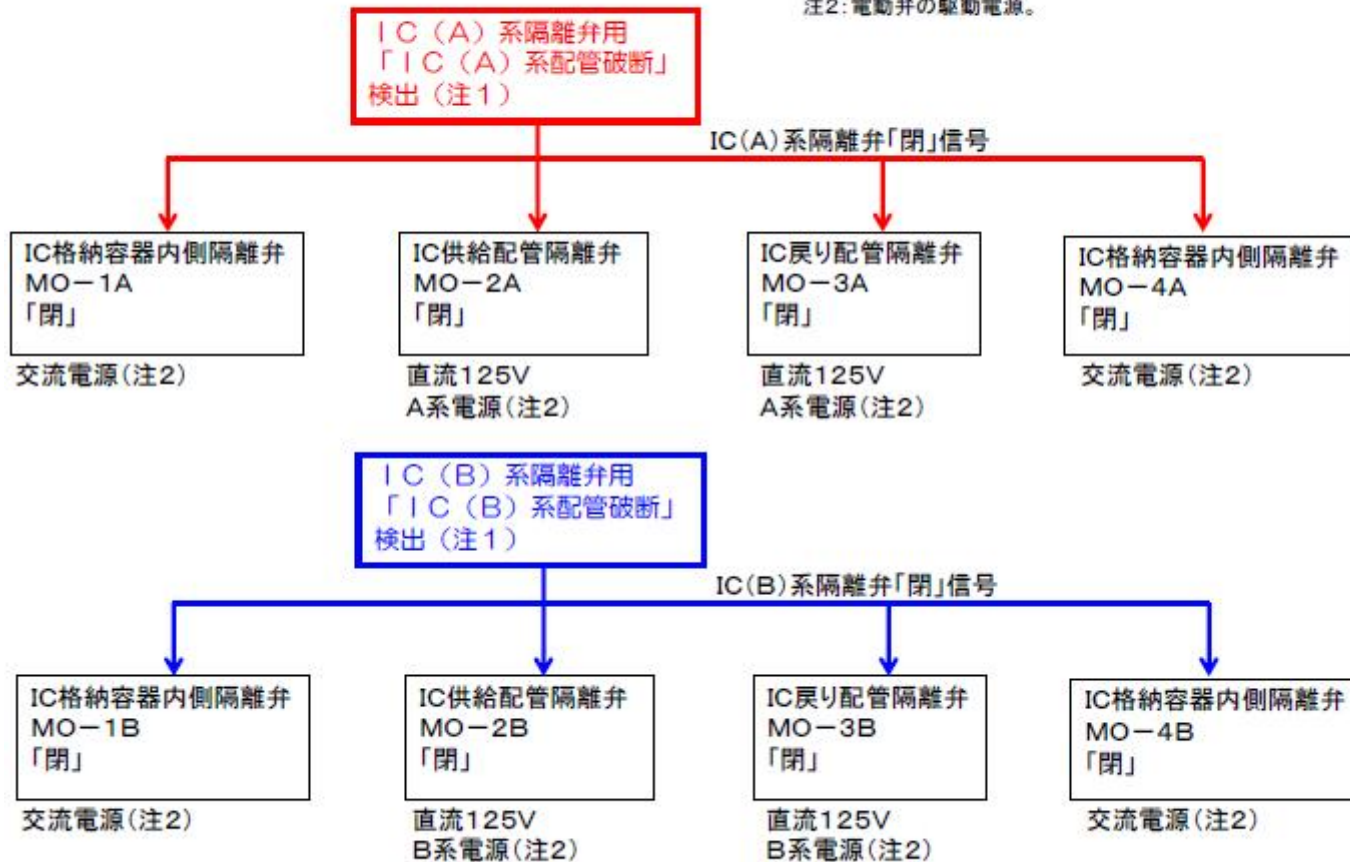 注2:電動弁の駆動電源。
IC(A)系隔離弁用
「IC(A)系配管破断」
検出(注1)
IC(A)系隔離弁「閉」信号
IC格納容器内側隔離弁
MO-1A
「閉」
交流電源(注2)
IC供給配管隔離弁
MO-2A
「閉」
直流125V
A系電源(注2)
IC戻り配管隔離弁
MO-3A
「閉」
直流125V
A系電源(注2)
IC格納容器内側隔離弁
MO-4A
「閉」
交流電源(注2)
IC(B)系隔離弁用
「IC(B)系配管破断」
検出(注1)
IC(B)系隔離弁「閉」信号
IC格納容器内側隔離弁
MO-1B
「閉」
交流電源(注2)
IC供給配管隔離弁
MO-2B
「閉」
直流125V
B系電源(注2)
IC戻り配管隔離弁
MO-3B
「閉」
直流125V
B系電源(注2)
IC格納容器内側隔離弁
MO-4B
「閉」
交流電源(注2)